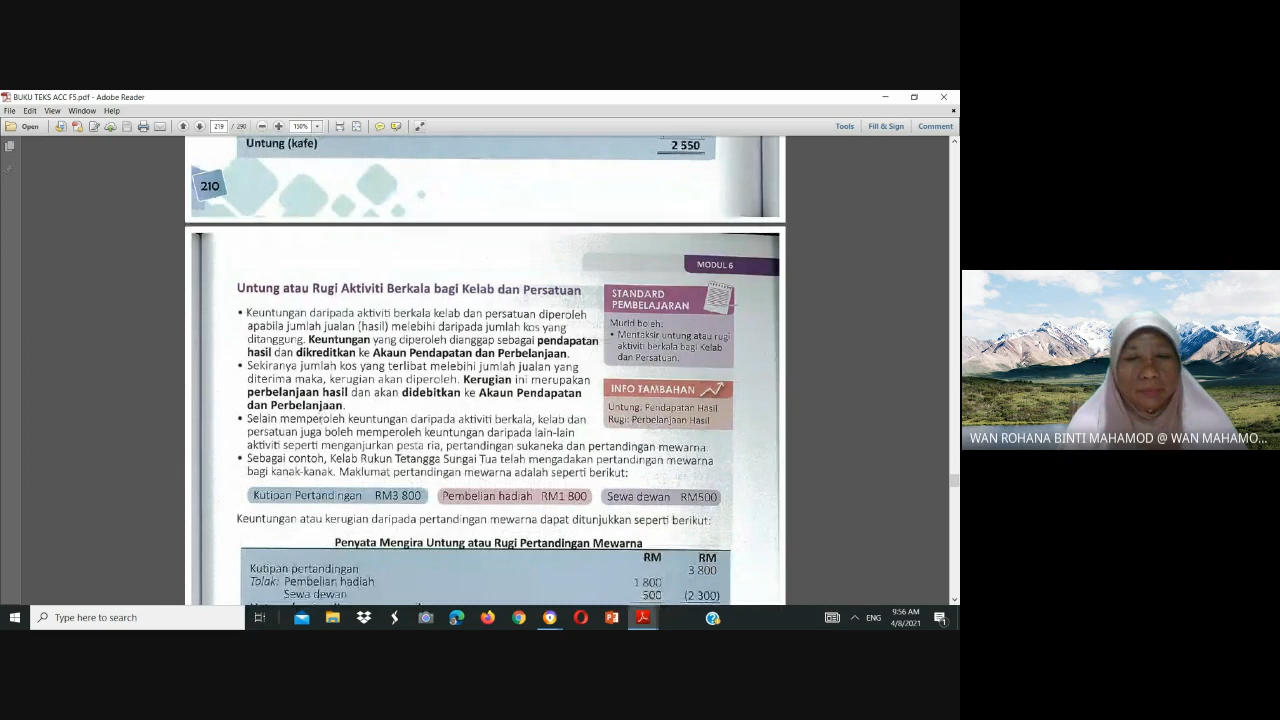 BUKU TEKS ACC F5.pdf - Adobe Reader
File Edit View Window Help
Open 219 / 290 150% Tools Fill & Sign Comment
Untung (kafe) 2 550
210
MODUL 6
Untung atau Rugi Aktiviti Berkala bagi Kelab dan Persatuan
• Keuntungan daripada aktiviti berkala kelab dan persatuan diperoleh
apabila jumlah jualan (hasil) melebihi daripada jumlah kos yang
ditanggung. Keuntungan yang diperoleh dianggap sebagai pendapatan
hasil dan dikreditkan ke Akaun Pendapatan dan Perbelanjaan.
• Sekiranya jumlah kos yang terlibat melebihi jumlah jualan yang
diterima maka, kerugian akan diperoleh. Kerugian ini merupakan
perbelanjaan hasil dan akan didebitkan ke Akaun Pendapatan
dan Perbelanjaan.
• Selain memperoleh keuntungan daripada aktiviti berkala, kelab dan
persatuan juga boleh memperoleh keuntungan daripada lain-lain
aktiviti seperti menganjurkan pesta ria, pertandingan sukaneka dan pertandingan mewarna.
• Sebagai contoh, Kelab Rukun Tetangga Sungai Tua telah mengadakan pertandingan mewarna
bagi kanak-kanak. Maklumat pertandingan mewarna adalah seperti berikut:
STANDARD
PEMBELAJARAN
Murid boleh:
• Mentaksir untung atau rugi
aktiviti berkala bagi Kelab
dan Persatuan.
INFO TAMBAHAN
Untung: Pendapatan Hasil
Rugi: Perbelanjaan Hasil
Kutipan Pertandingan RM3 800 Pembelian hadiah RM1 800 Sewa dewan RM500
Keuntungan atau kerugian daripada pertandingan mewarna dapat ditunjukkan seperti berikut:
Penyata Mengira Untung atau Rugi Pertandingan Mewarna
RM RM
Kutipan pertandingan 3 800
Tolak: Pembelian hadiah 1 800
Sewa dewan 500 (2 300)
Type here to search
ENG
9:56 AM
4/8/2021
1
WAN ROHANA BINTI MAHAMOD @ WAN MAHAMO...